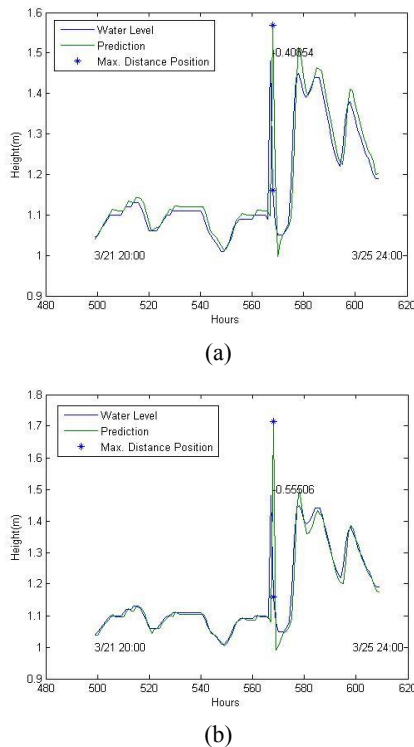 1.6
Water Level
Prediction
Max. Distance Position
1.5
-0.40854
1.4
1.3
Height(m)
1.2
1.1
1
3/21 20:00
3/25 24:00
0.9
480 500 520 540 560 580 600 620
Hours
(a)
1.8
Water Level
Prediction
Max. Distance Position
1.7
1.6
1.5
-0.55506
1.4
Height(m)
1.3
1.2
1.1
1
3/21 20:00
3/25 24:00
0.9
480 500 520 540 560 580 600 620
Hours
(b)